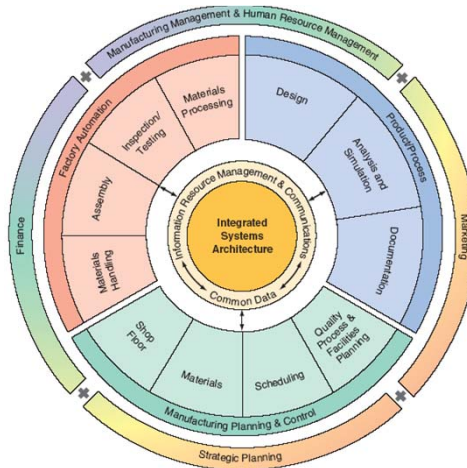 Manufacturing Management & Human Resource Management
Factory Automation
Materials
Processing
Inspection/
Testing
Assembly
Materials
Handling
Product/Process
Design
Analysis and
Simulation
Documentation
Finance
Marketing
Information Resource Management & Communications
Integrated
Systems
Architecture
Common Data
Shop
Floor
Materials
Scheduling
Quality
Process &
Facilities
Planning
Manufacturing Planning & Control
Strategic Planning